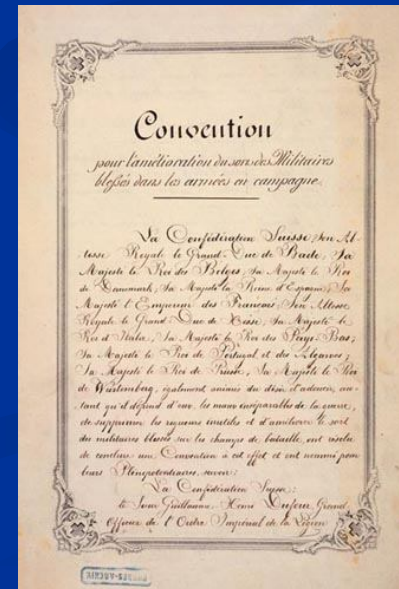 Convention
pour l'amélioration du sort des Militaires
blessés dans les armées en campagne
La Confédération Suisse, Son Al-
tesse Royale le Grand-Duc de Bade, Sa
Majesté le Roi des Belges, Sa Majesté le Roi
de Danemark, Sa Majesté la Reine d'Espagne, Sa
Majesté l'Empereur des Français, Son Altesse
Royale le Grand-Duc de Hesse, Sa Majesté le
Roi d'Italie, Sa Majesté le Roi des Pays-Bas,
Sa Majesté le Roi de Portugal et des Algarves,
Sa Majesté le Roi de Prusse, Sa Majesté le Roi
de Würtemberg, également animés du désir d'adoucir, au-
tant qu'il dépend d'eux, les maux inséparables de la guerre,
de supprimer les rigueurs inutiles et d'améliorer le sort
des militaires blessés sur les champs de bataille, ont résolu
de conclure une Convention à cet effet et ont nommé pour
leurs Plénipotentiaires, savoir:
La Confédération Suisse:
le Sieur Guillaume-Henri Dufour, Grand
Officier de l'Ordre Impérial de la Légion